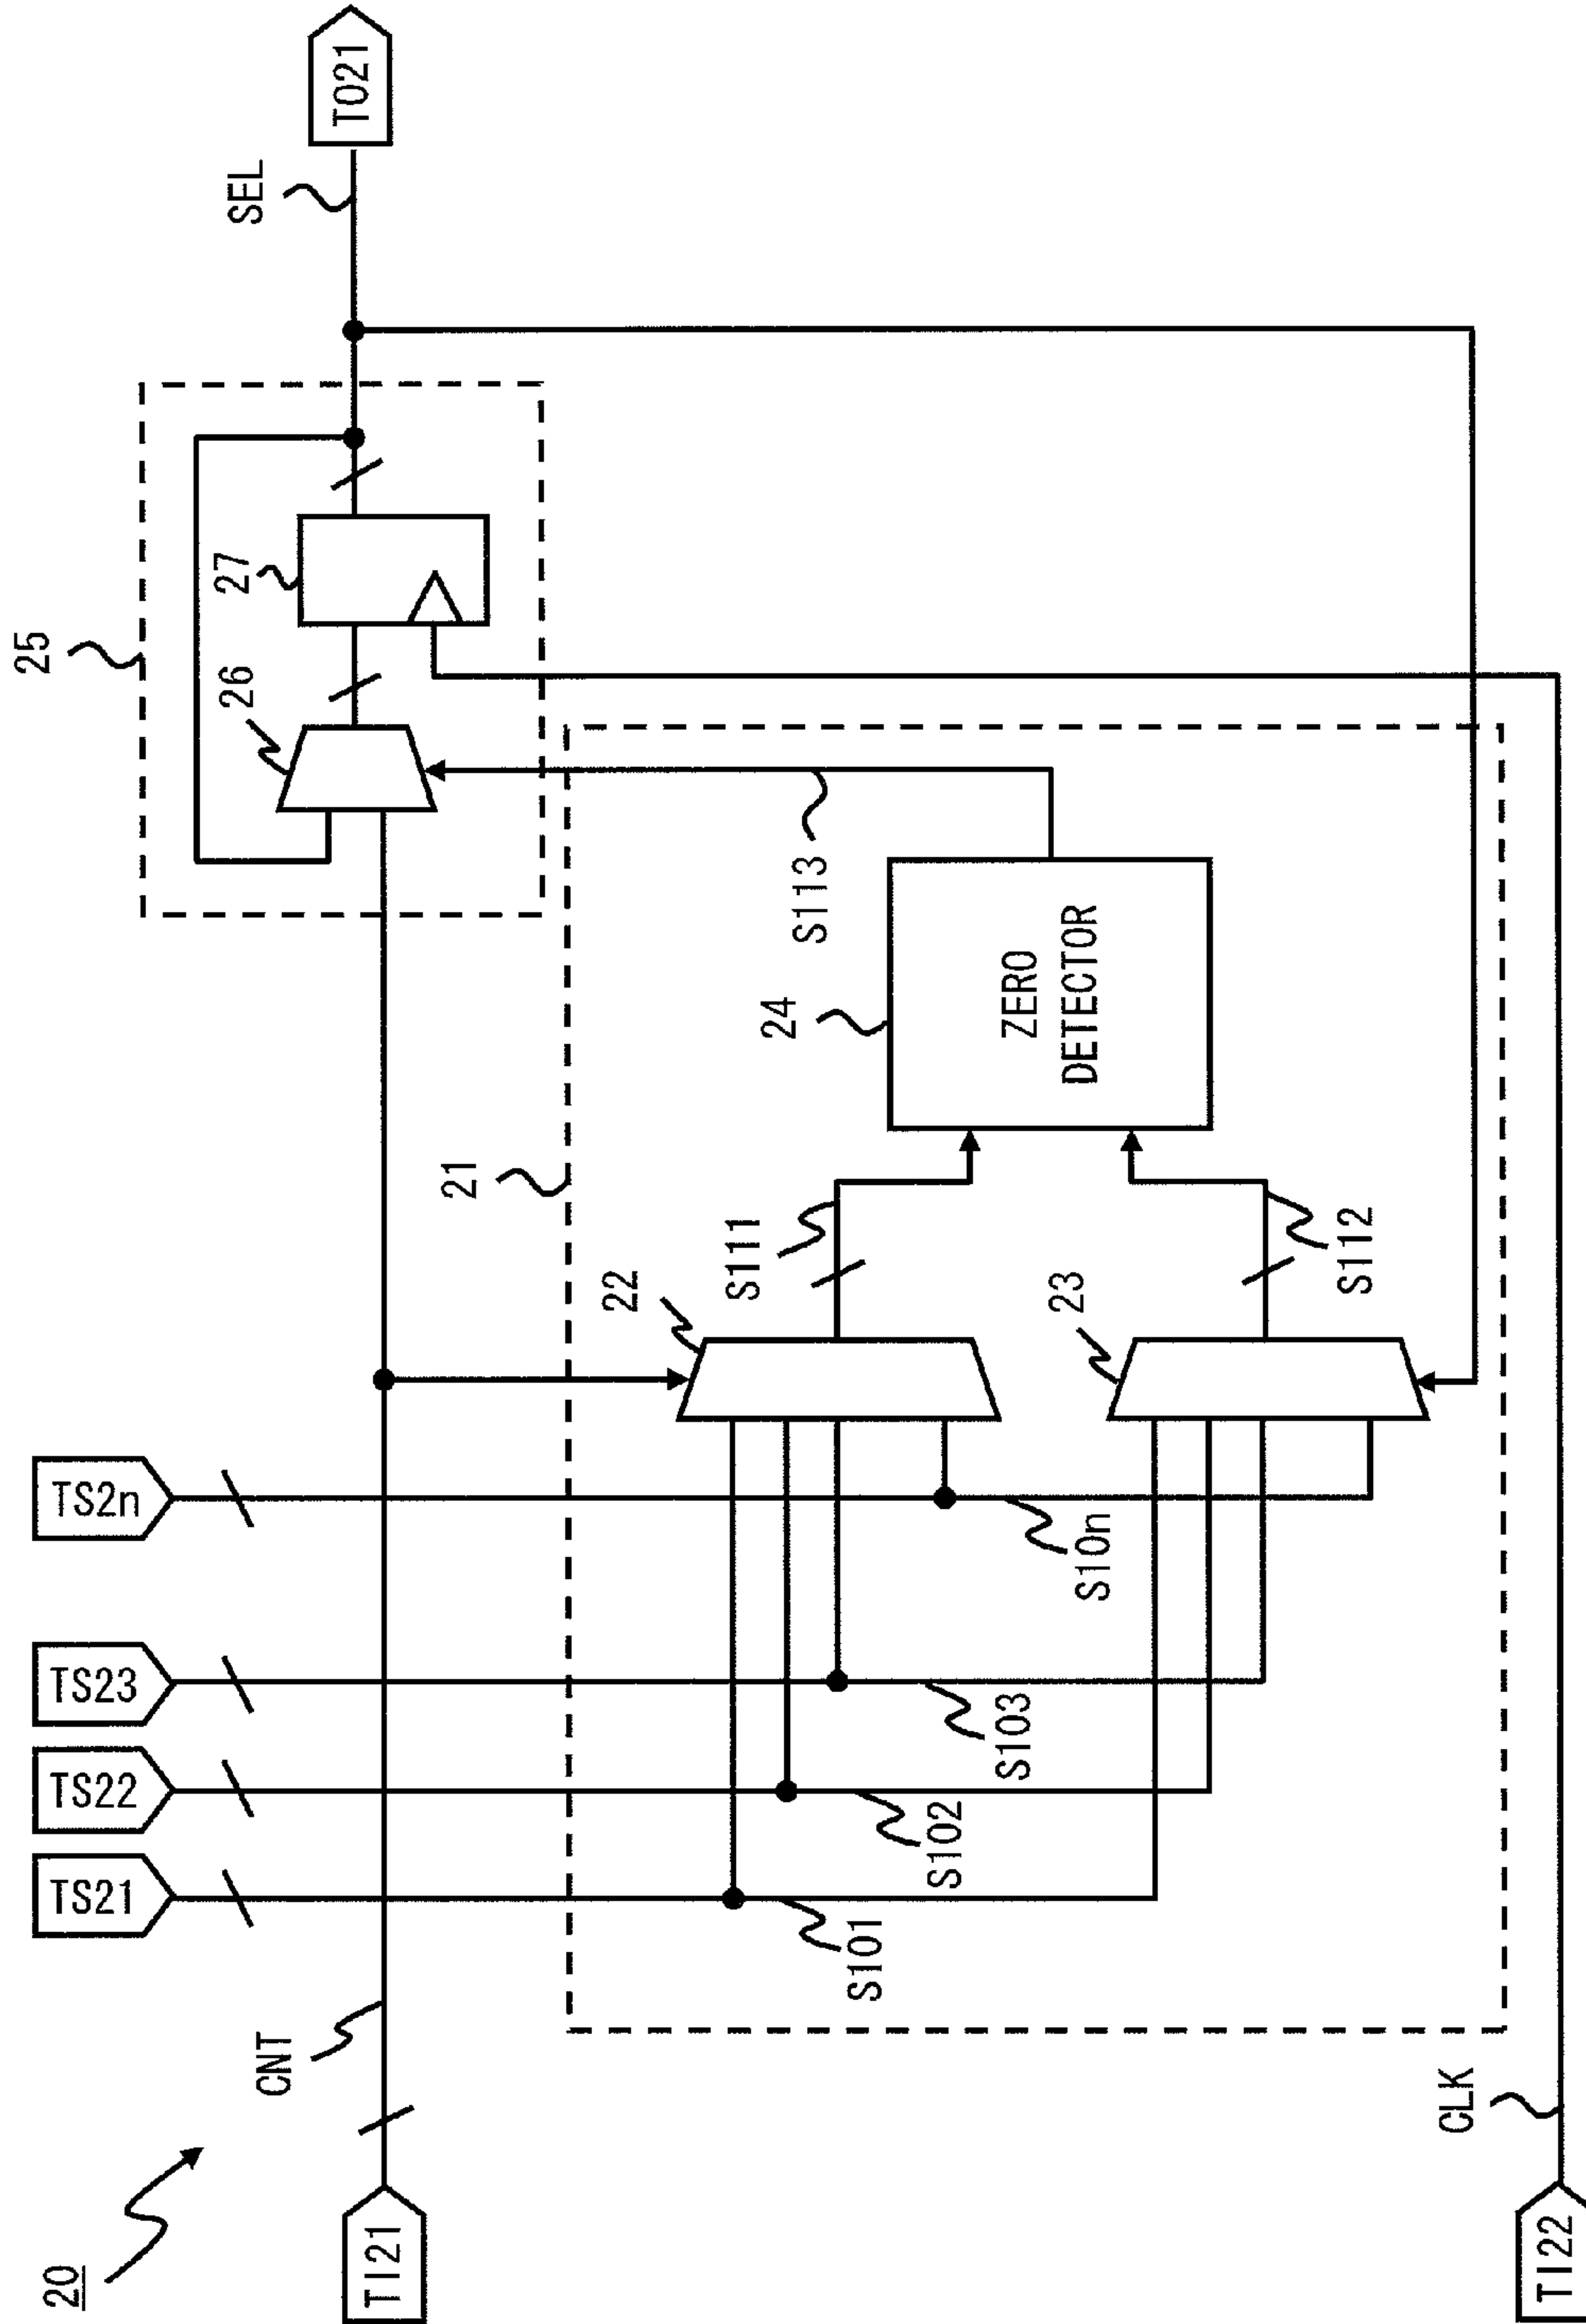 20
25
SEL
TO21
26
27
TI21
CNT
TS21
TS22
TS23
TS2n
21
22
S111
24
S113
ZERO
DETECTOR
23
S112
S101
S102
S103
S10n
CLK
TI22